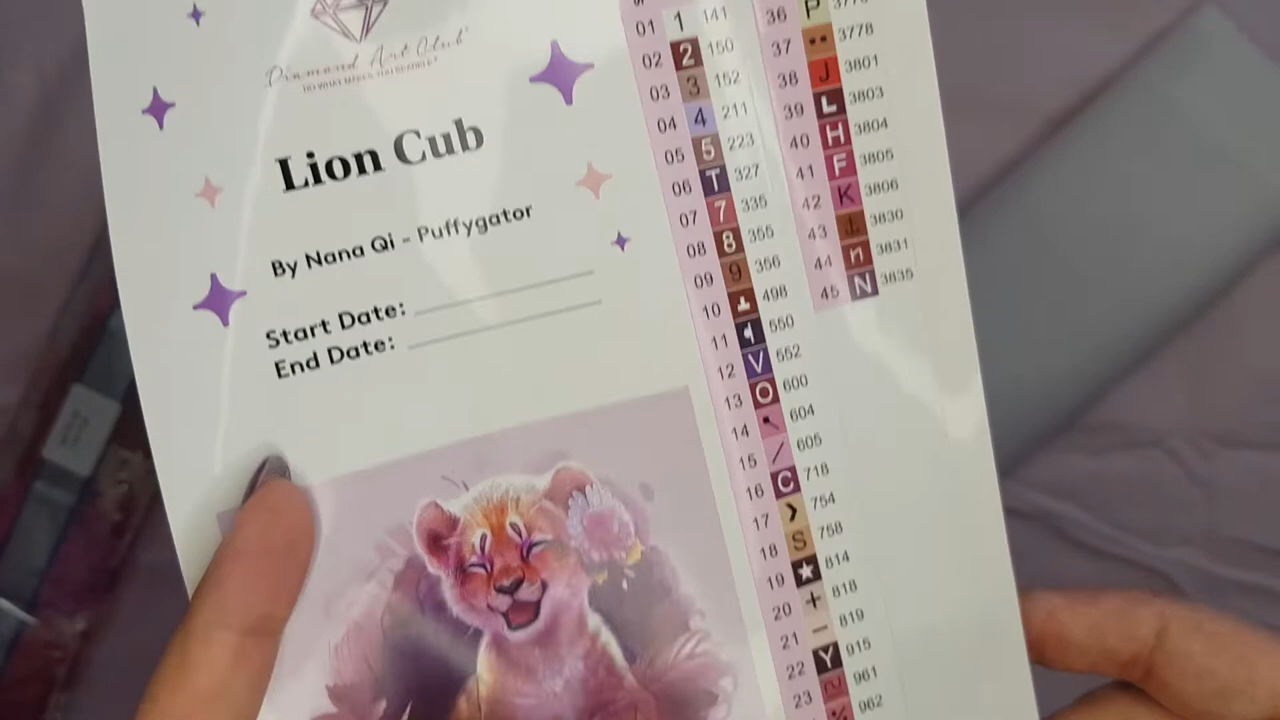 Diamond Art Club
Lion Cub
By Nana Qi - Puffygator
Start Date:
End Date:
01 1 141
02 2 150
03 3 152
04 4 211
05 5 223
06 T 327
07 7 335
08 8 355
09 9 356
10 498
11 550
12 V 552
13 O 600
14 604
15 / 605
16 C 718
17 754
18 S 758
19 ★ 814
20 + 818
21 – 819
22 Y 915
23 961
962
36 P
37 3778
38 J 3801
39 L 3803
40 H 3804
41 F 3805
42 K 3806
43 3830
44 n 3831
45 N 3835